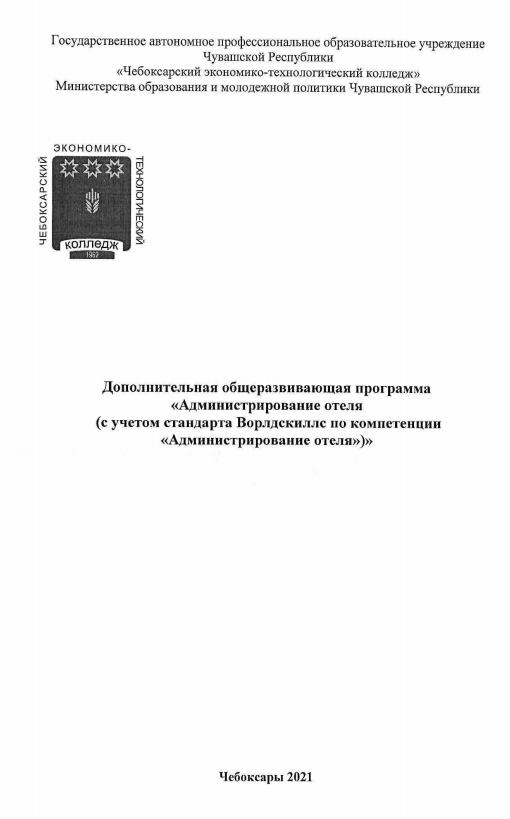 Государственное автономное профессиональное образовательное учреждение
Чувашской Республики
«Чебоксарский экономико-технологический колледж»
Министерства образования и молодежной политики Чувашской Республики
ЭКОНОМИКО-
ЧЕБОКСАРСКИЙ
ТЕХНОЛОГИЧЕСКИЙ
КОЛЛЕДЖ
1962
Дополнительная общеразвивающая программа
«Администрирование отеля
(с учетом стандарта Ворлдскиллс по компетенции
«Администрирование отеля»)»
Чебоксары 2021